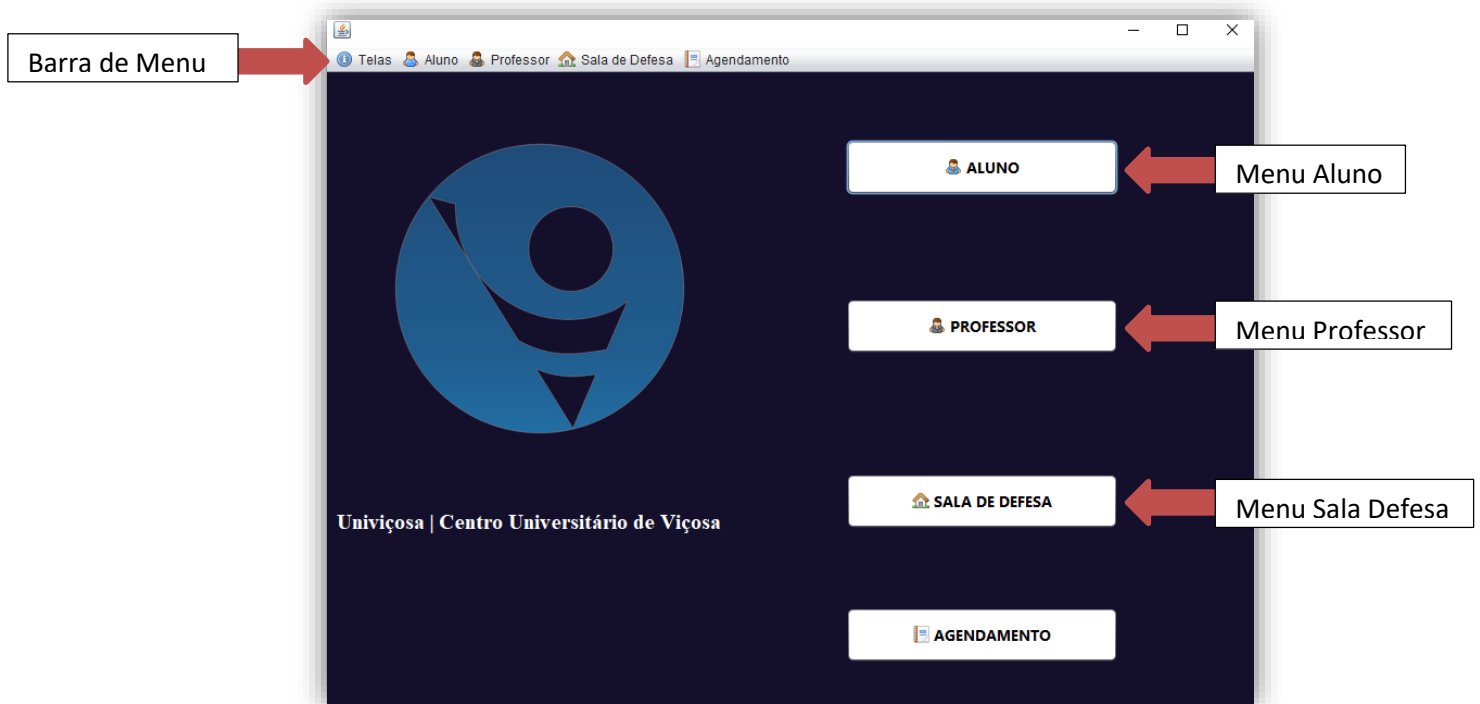 Barra de Menu
Telas Aluno Professor Sala de Defesa Agendamento
ALUNO
Menu Aluno
PROFESSOR
Menu Professor
SALA DE DEFESA
Menu Sala Defesa
Univiçosa | Centro Universitário de Viçosa
AGENDAMENTO